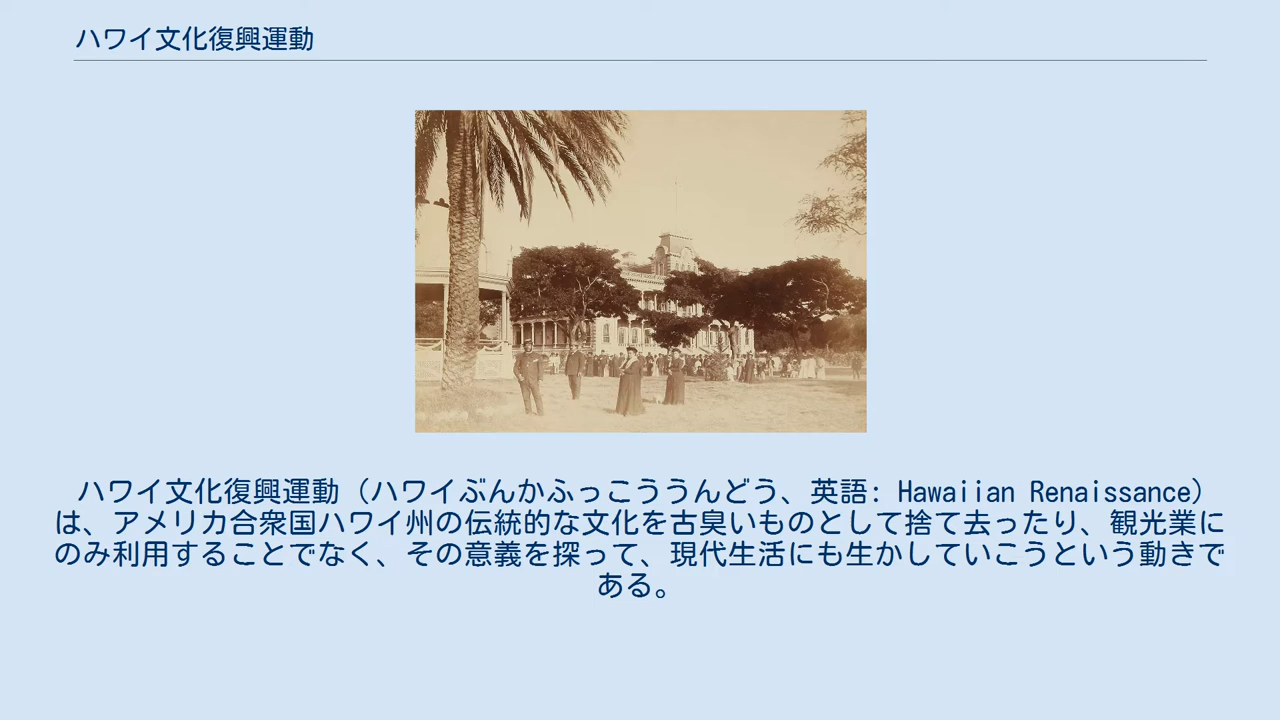 ハワイ文化復興運動
ハワイ文化復興運動（ハワイぶんかふっこううんどう、英語: Hawaiian Renaissance）
は、アメリカ合衆国ハワイ州の伝統的な文化を古臭いものとして捨て去ったり、観光業に
のみ利用することでなく、その意義を探って、現代生活にも生かしていこうという動きで
ある。